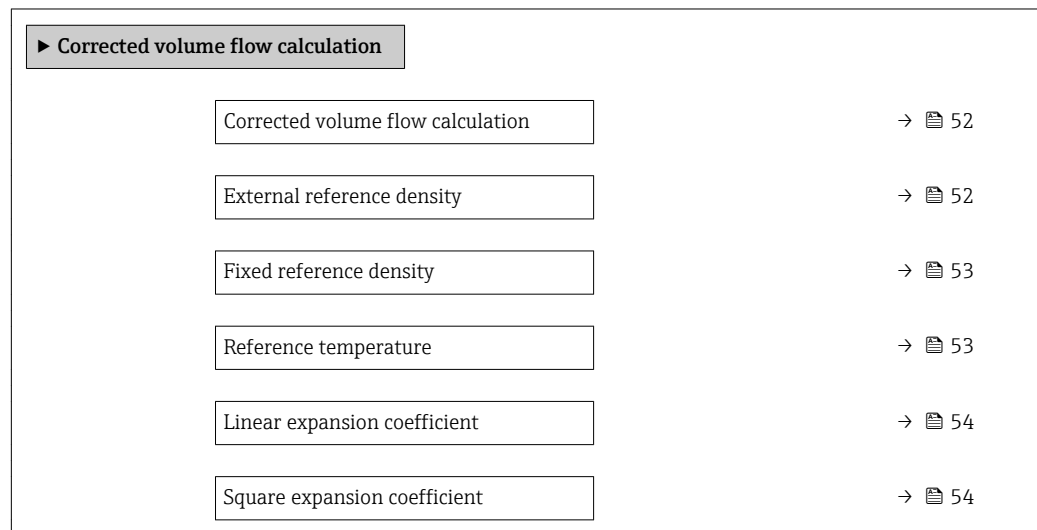 ▶ Corrected volume flow calculation
Corrected volume flow calculation → 52
External reference density → 52
Fixed reference density → 53
Reference temperature → 53
Linear expansion coefficient → 54
Square expansion coefficient → 54